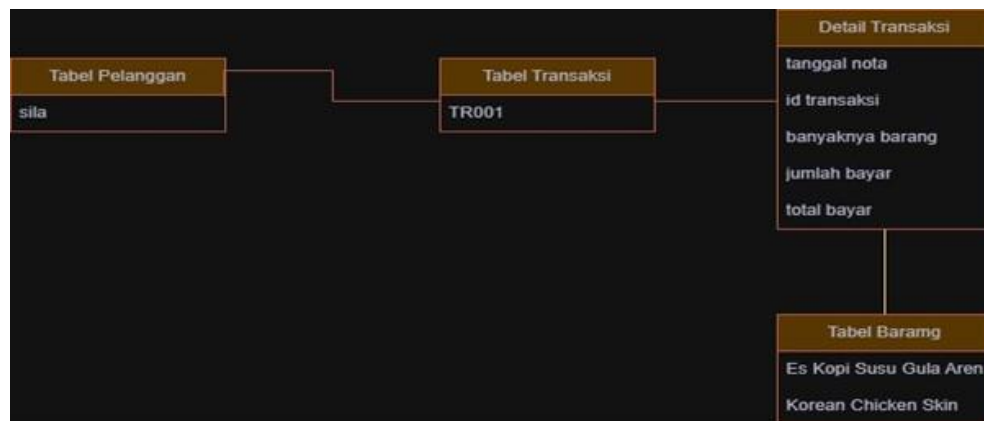 Tabel Pelanggan
sila
Tabel Transaksi
TR001
Detail Transaksi
tanggal nota
id transaksi
banyaknya barang
jumlah bayar
total bayar
Tabel Baramg
Es Kopi Susu Gula Aren
Korean Chicken Skin